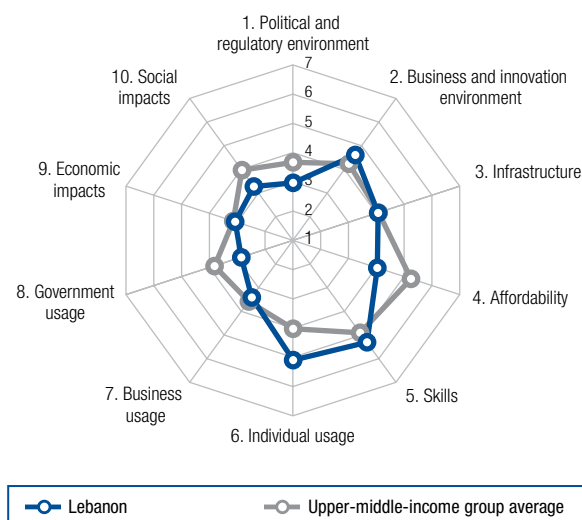 1. Political and
regulatory environment
7
10. Social
impacts
2. Business and innovation
environment
6
5
9. Economic
impacts
4
3. Infrastructure
3
2
1
8. Government
usage
4. Affordability
7. Business
usage
5. Skills
6. Individual usage
Lebanon
Upper-middle-income group average